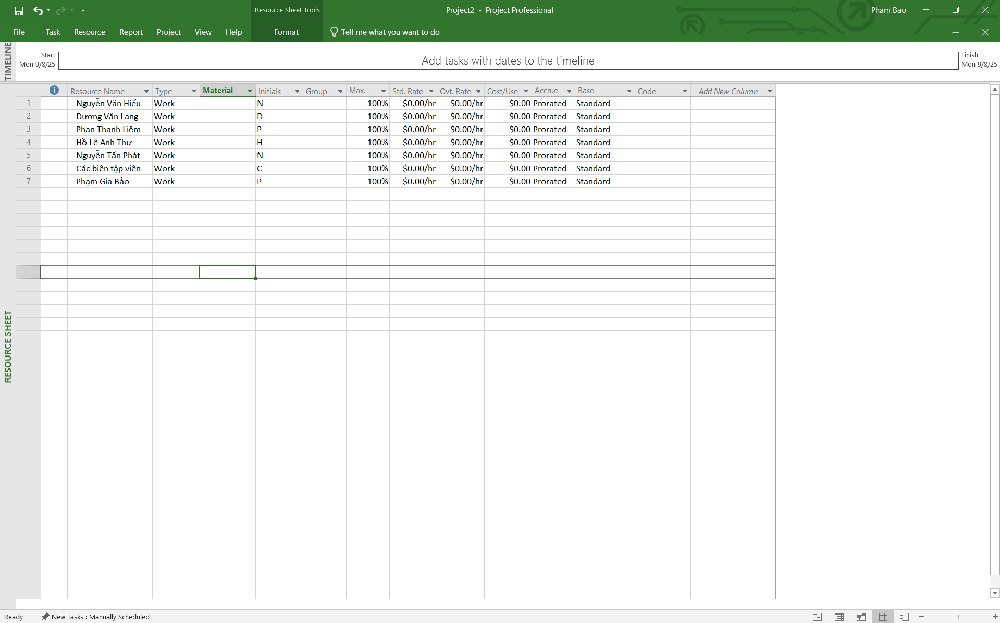 Resource Sheet Tools
Project2 - Project Professional
Pham Bao
File Task Resource Report Project View Help Format Tell me what you want to do
TIMELINE
Start
Mon 9/8/25
Add tasks with dates to the timeline
Finish
Mon 9/8/25
Resource Name Type Material Initials Group Max. Std. Rate Ovt. Rate Cost/Use Accrue Base Code Add New Column
1 Nguyễn Văn Hiếu Work N 100% $0.00/hr $0.00/hr $0.00 Prorated Standard
2 Dương Văn Lang Work D 100% $0.00/hr $0.00/hr $0.00 Prorated Standard
3 Phan Thanh Liêm Work P 100% $0.00/hr $0.00/hr $0.00 Prorated Standard
4 Hồ Lê Anh Thư Work H 100% $0.00/hr $0.00/hr $0.00 Prorated Standard
5 Nguyễn Tấn Phát Work N 100% $0.00/hr $0.00/hr $0.00 Prorated Standard
6 Các biên tập viên Work C 100% $0.00/hr $0.00/hr $0.00 Prorated Standard
7 Phạm Gia Bảo Work P 100% $0.00/hr $0.00/hr $0.00 Prorated Standard
RESOURCE SHEET
Ready New Tasks : Manually Scheduled